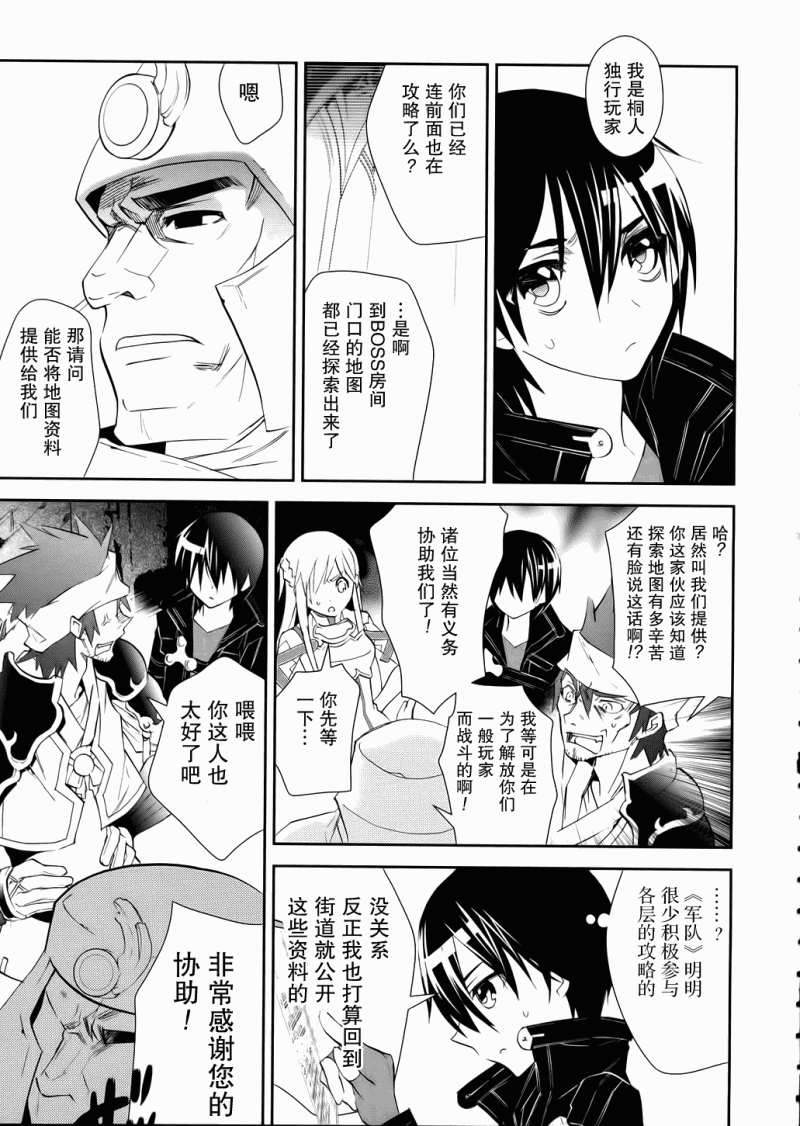 我是桐人
独行玩家
你们已经
连前面也在
攻略了么?
…是啊
到BOSS房间
门口的地图
都已经探索出来了
嗯
那请问
能否将地图资料
提供给我们
哈?
居然叫我们提供?
你这家伙应该知道
探索地图有多辛苦
还有脸说这话啊!?
诸位当然有义务
协助我们了!
我等可是在
为了解放你们
一般玩家
而战斗的啊!
你先等
一下…
喂喂
你这人也
太好了吧
……?
《军队》明明
很少积极参与
各层的攻略的
没关系
反正我也打算回到
街道就公开
这些资料的
非常感谢您的
协助!
ザッ